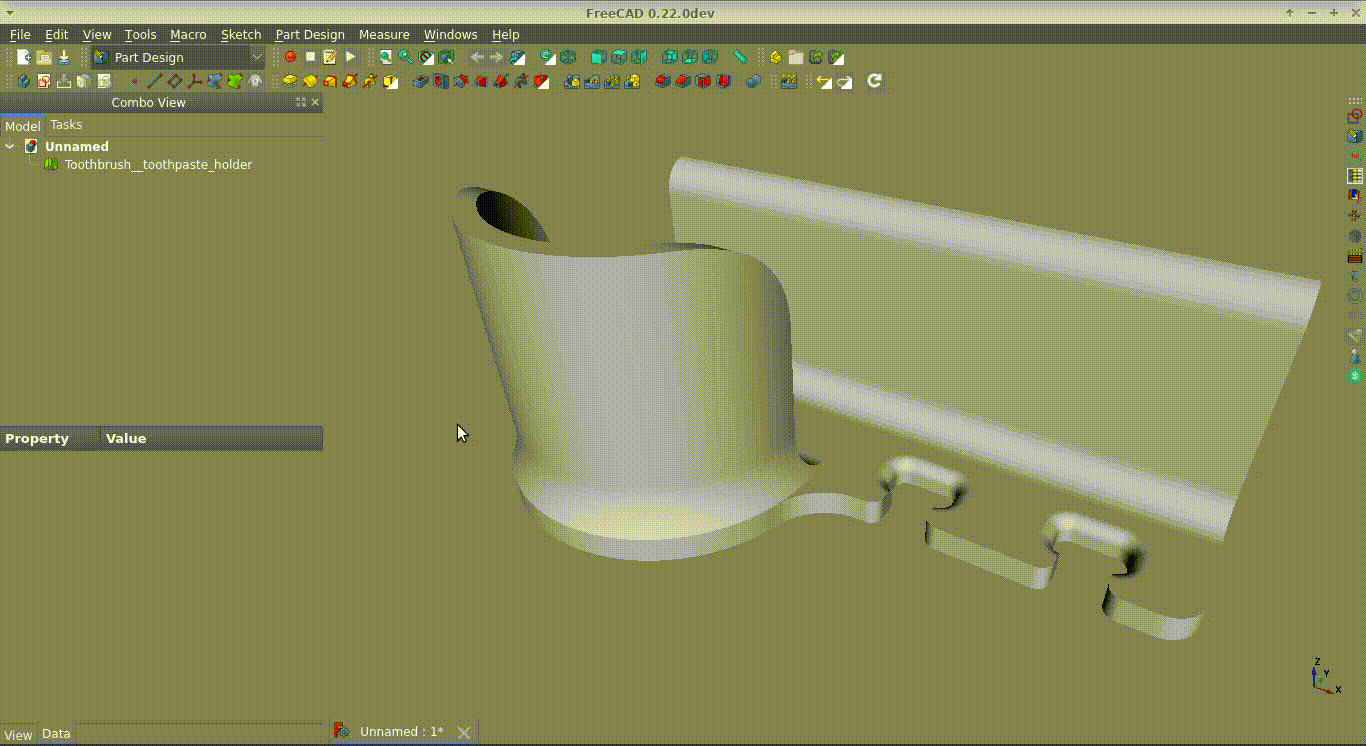 FreeCAD 0.22.0dev
File Edit View Tools Macro Sketch Part Design Measure Windows Help
Part Design
Combo View
Model Tasks
Unnamed
Toothbrush__toothpaste_holder
Property Value
Z
Y
X
View Data
Unnamed : 1*